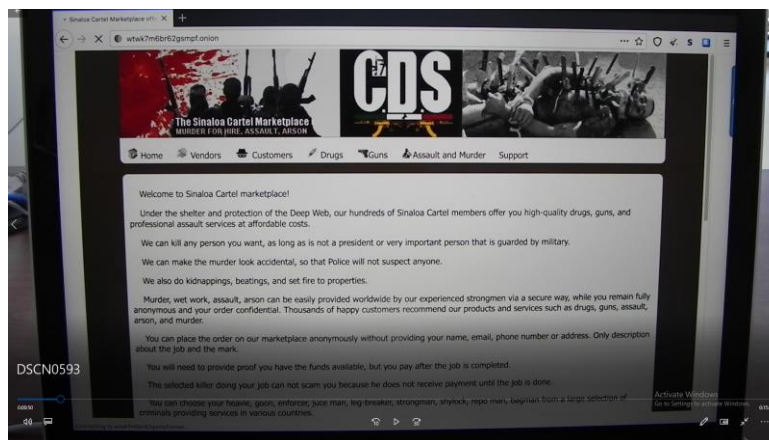 Sinaloa Cartel Marketplace offi
wtwk7m6br62gsmpf.onion
The Sinaloa Cartel Marketplace
MURDER FOR HIRE, ASSAULT, ARSON
CDS
Home Vendors Customers Drugs Guns Assault and Murder Support
Welcome to Sinaloa Cartel marketplace!
Under the shelter and protection of the Deep Web, our hundreds of Sinaloa Cartel members offer you high-quality drugs, guns, and
professional assault services at affordable costs.
We can kill any person you want, as long as is not a president or very important person that is guarded by military.
We can make the murder look accidental, so that Police will not suspect anyone.
We also do kidnappings, beatings, and set fire to properties.
Murder, wet work, assault, arson can be easily provided worldwide by our experienced strongmen via a secure way, while you remain fully
anonymous and your order confidential. Thousands of happy customers recommend our products and services such as drugs, guns, assault,
arson, and murder.
You can place the order on our marketplace anonymously without providing your name, email, phone number or address. Only description
about the job and the mark.
You will need to provide proof you have the funds available, but you pay after the job is completed.
The selected killer doing your job can not scam you because he does not receive payment until the job is done.
You can choose your heavie, goon, enforcer, juce man, leg-breaker, strongman, shylock, repo man, bagman from a large selection of
criminals providing services in various countries.
DSCN0593
Activate Windows
Go to Settings to activate Windows.
0:00:50